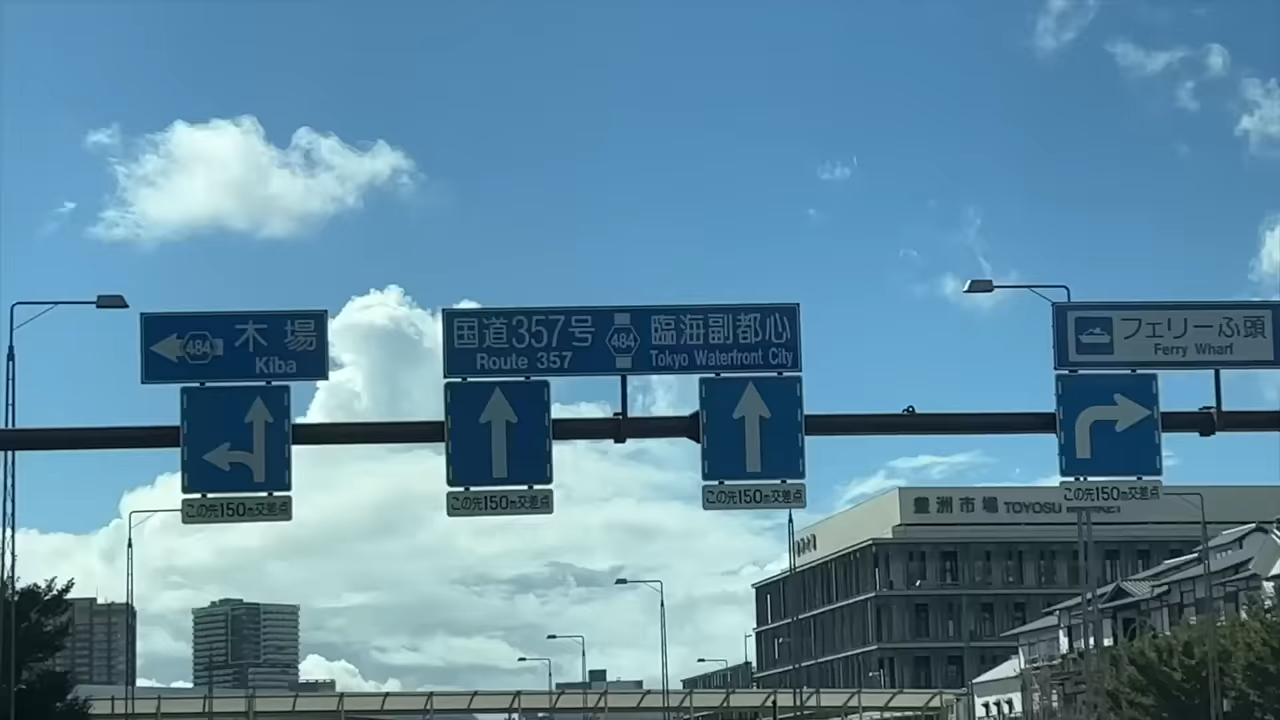 484 木場
Kiba
国道357号 484 臨海副都心
Route 357 Tokyo Waterfront City
フェリーふ頭
Ferry Wharf
この先150m交差点
この先150m交差点
この先150m交差点
この先150m交差点
豊洲市場 TOYOSU